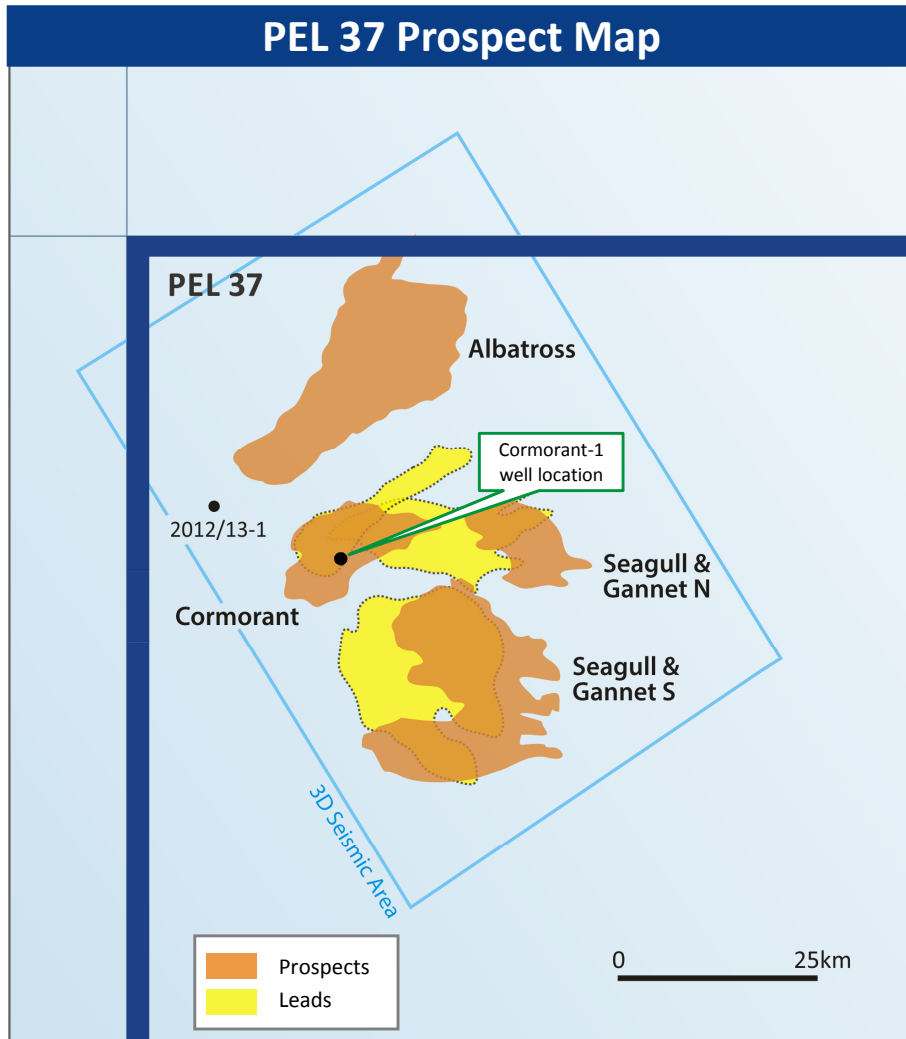 PEL 37 Prospect Map
PEL 37
Albatross
Cormorant-1
well location
2012/13-1
Seagull &
Gannet N
Cormorant
Seagull &
Gannet S
3D Seismic Area
Prospects
Leads
0 25km